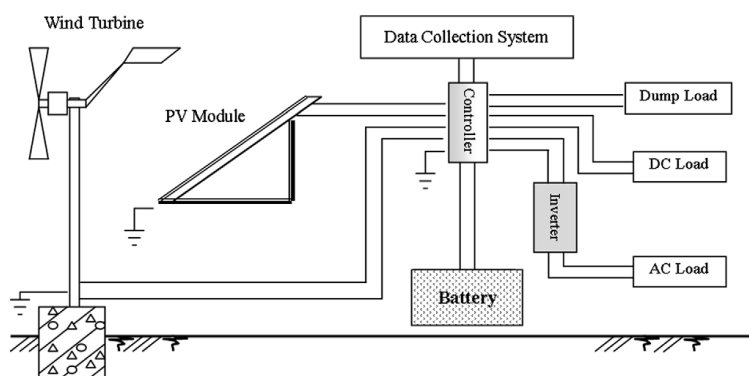 Wind Turbine
Data Collection System
PV Module
Controller
Dump Load
DC Load
Inverter
AC Load
Battery